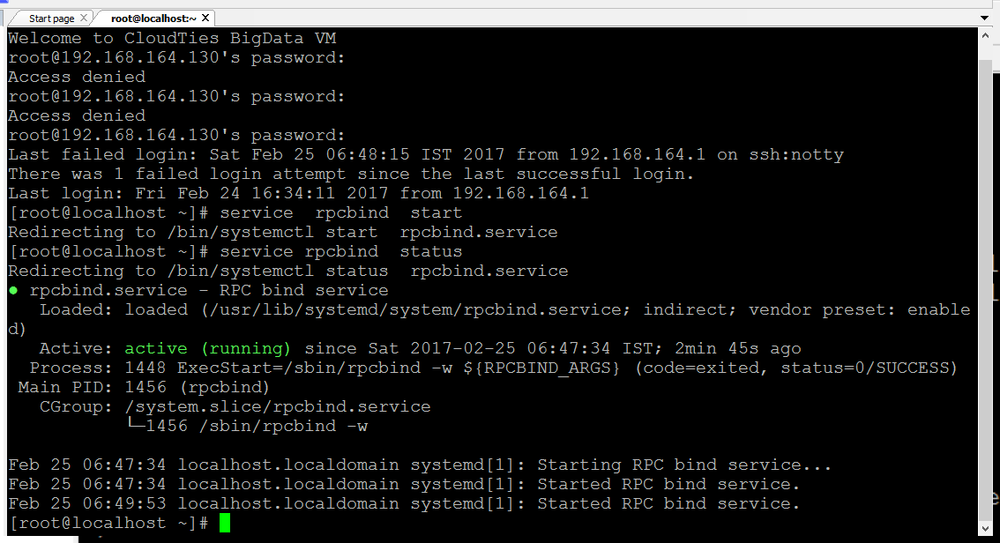 Start page
root@localhost:~
Welcome to CloudTies BigData VM
root@192.168.164.130's password:
Access denied
root@192.168.164.130's password:
Access denied
root@192.168.164.130's password:
Last failed login: Sat Feb 25 06:48:15 IST 2017 from 192.168.164.1 on ssh:notty
There was 1 failed login attempt since the last successful login.
Last login: Fri Feb 24 16:34:11 2017 from 192.168.164.1
[root@localhost ~]# service  rpcbind  start
Redirecting to /bin/systemctl start  rpcbind.service
[root@localhost ~]# service rpcbind  status
Redirecting to /bin/systemctl status  rpcbind.service
● rpcbind.service - RPC bind service
   Loaded: loaded (/usr/lib/systemd/system/rpcbind.service; indirect; vendor preset: enable
d)
   Active: active (running) since Sat 2017-02-25 06:47:34 IST; 2min 45s ago
  Process: 1448 ExecStart=/sbin/rpcbind -w ${RPCBIND_ARGS} (code=exited, status=0/SUCCESS)
 Main PID: 1456 (rpcbind)
   CGroup: /system.slice/rpcbind.service
           └─1456 /sbin/rpcbind -w
Feb 25 06:47:34 localhost.localdomain systemd[1]: Starting RPC bind service...
Feb 25 06:47:34 localhost.localdomain systemd[1]: Started RPC bind service.
Feb 25 06:49:53 localhost.localdomain systemd[1]: Started RPC bind service.
[root@localhost ~]#